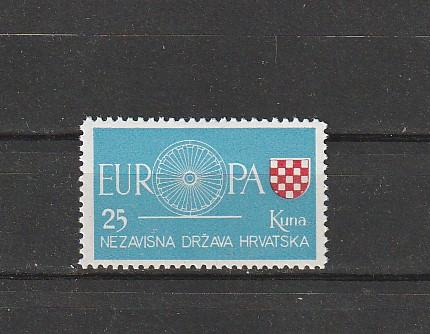 EUROPA
25 Kuna
NEZAVISNA DRŽAVA HRVATSKA